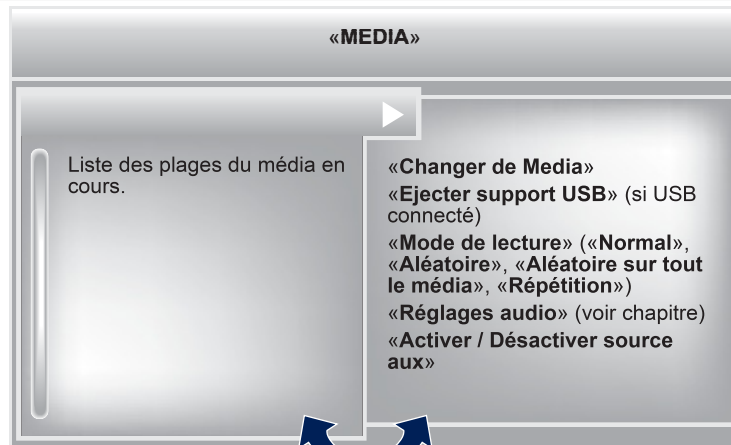 «MEDIA»
Liste des plages du média en
cours.
«Changer de Media»
«Ejecter support USB» (si USB
connecté)
«Mode de lecture» («Normal»,
«Aléatoire», «Aléatoire sur tout
le média», «Répétition»)
«Réglages audio» (voir chapitre)
«Activer / Désactiver source
aux»